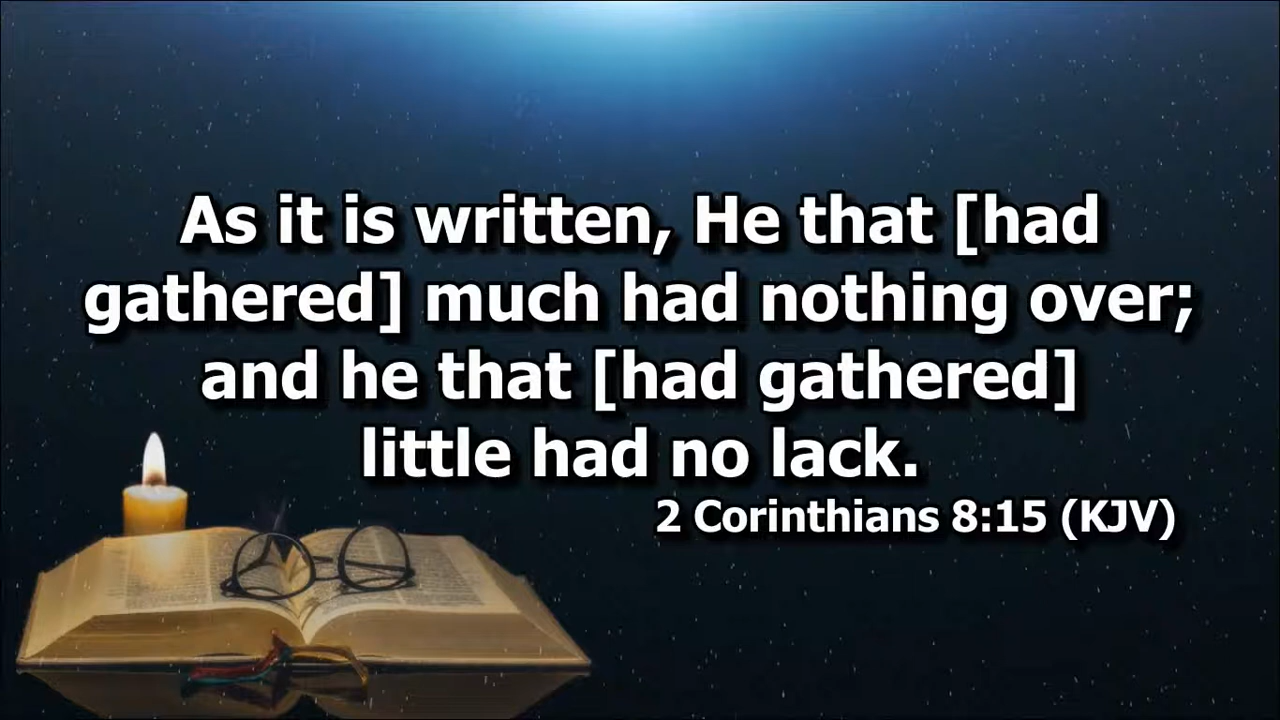 As it is written, He that [had
gathered] much had nothing over;
and he that [had gathered]
little had no lack.
2 Corinthians 8:15 (KJV)